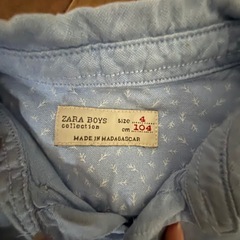 ZARA BOYS size 4
collection cm 104
MADE IN MADAGASCAR